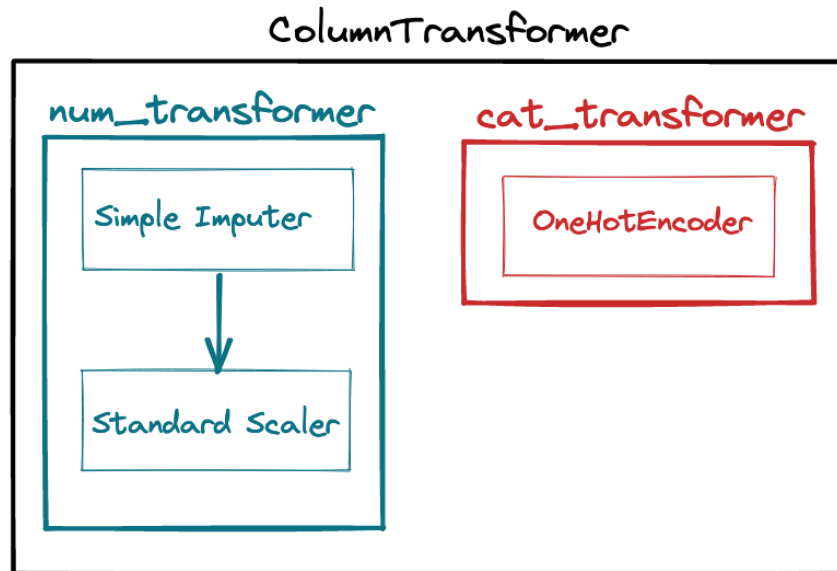 ColumnTransformer
num_transformer
Simple Imputer
Standard Scaler
cat_transformer
OneHotEncoder